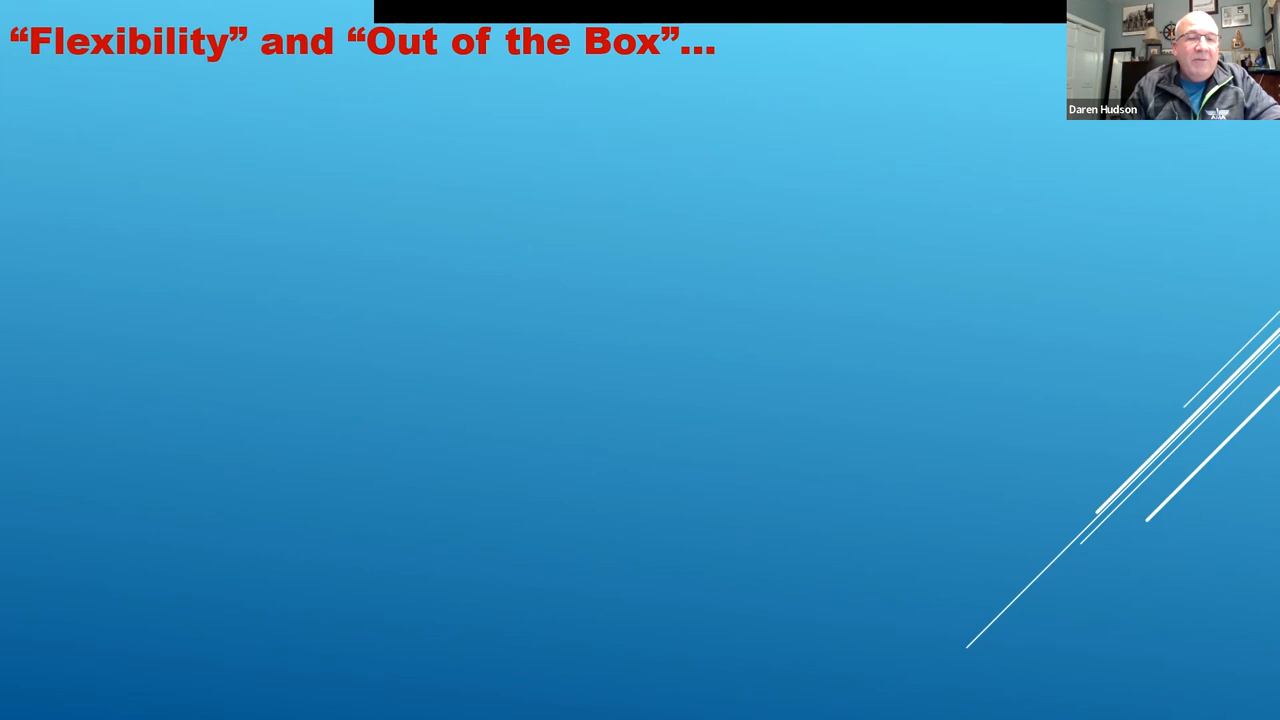 “Flexibility” and “Out of the Box”...
Daren Hudson